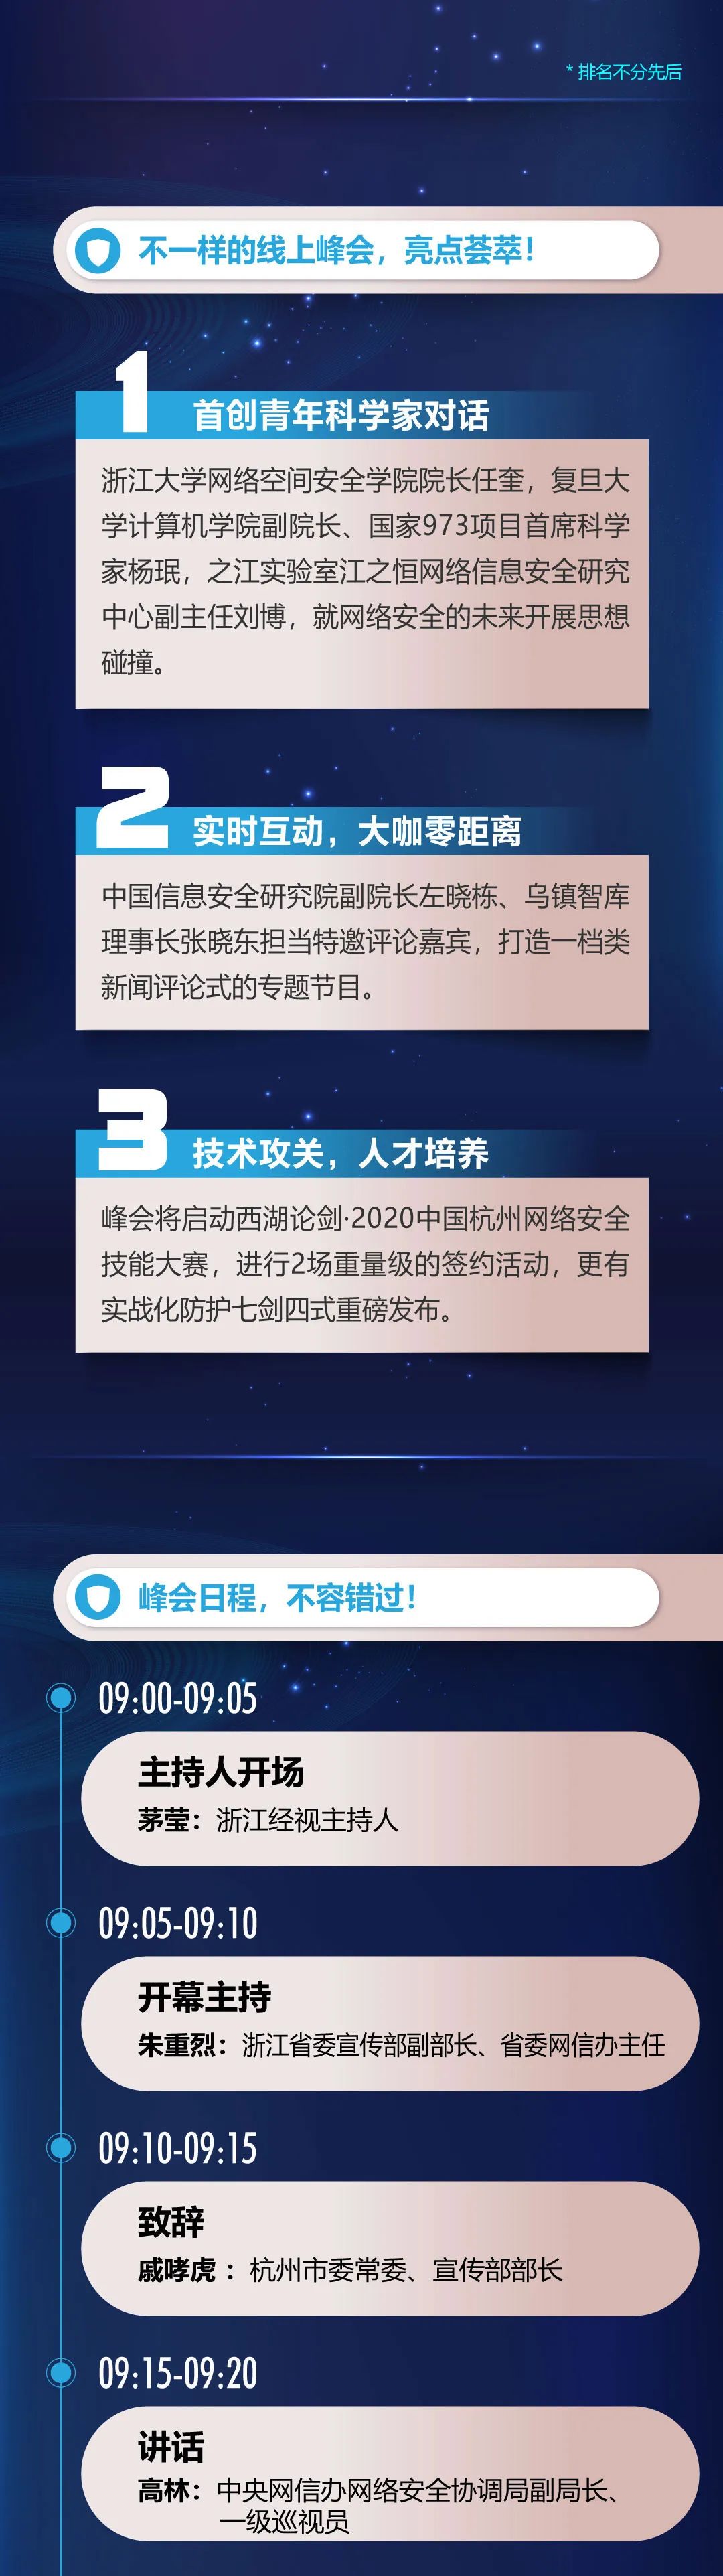 * 排名不分先后
不一样的线上峰会，亮点荟萃！
1
首创青年科学家对话
浙江大学网络空间安全学院院长任奎，复旦大
学计算机学院副院长、国家973项目首席科学
家杨珉，之江实验室江之恒网络信息安全研究
中心副主任刘博，就网络安全的未来开展思想
碰撞。
2
实时互动，大咖零距离
中国信息安全研究院副院长左晓栋、乌镇智库
理事长张晓东担当特邀评论嘉宾，打造一档类
新闻评论式的专题节目。
3
技术攻关，人才培养
峰会将启动西湖论剑·2020中国杭州网络安全
技能大赛，进行2场重量级的签约活动，更有
实战化防护七剑四式重磅发布。
峰会日程，不容错过！
09:00-09:05
主持人开场
茅莹：浙江经视主持人
09:05-09:10
开幕主持
朱重烈：浙江省委宣传部副部长、省委网信办主任
09:10-09:15
致辞
戚哮虎：杭州市委常委、宣传部部长
09:15-09:20
讲话
高林：中央网信办网络安全协调局副局长、
一级巡视员